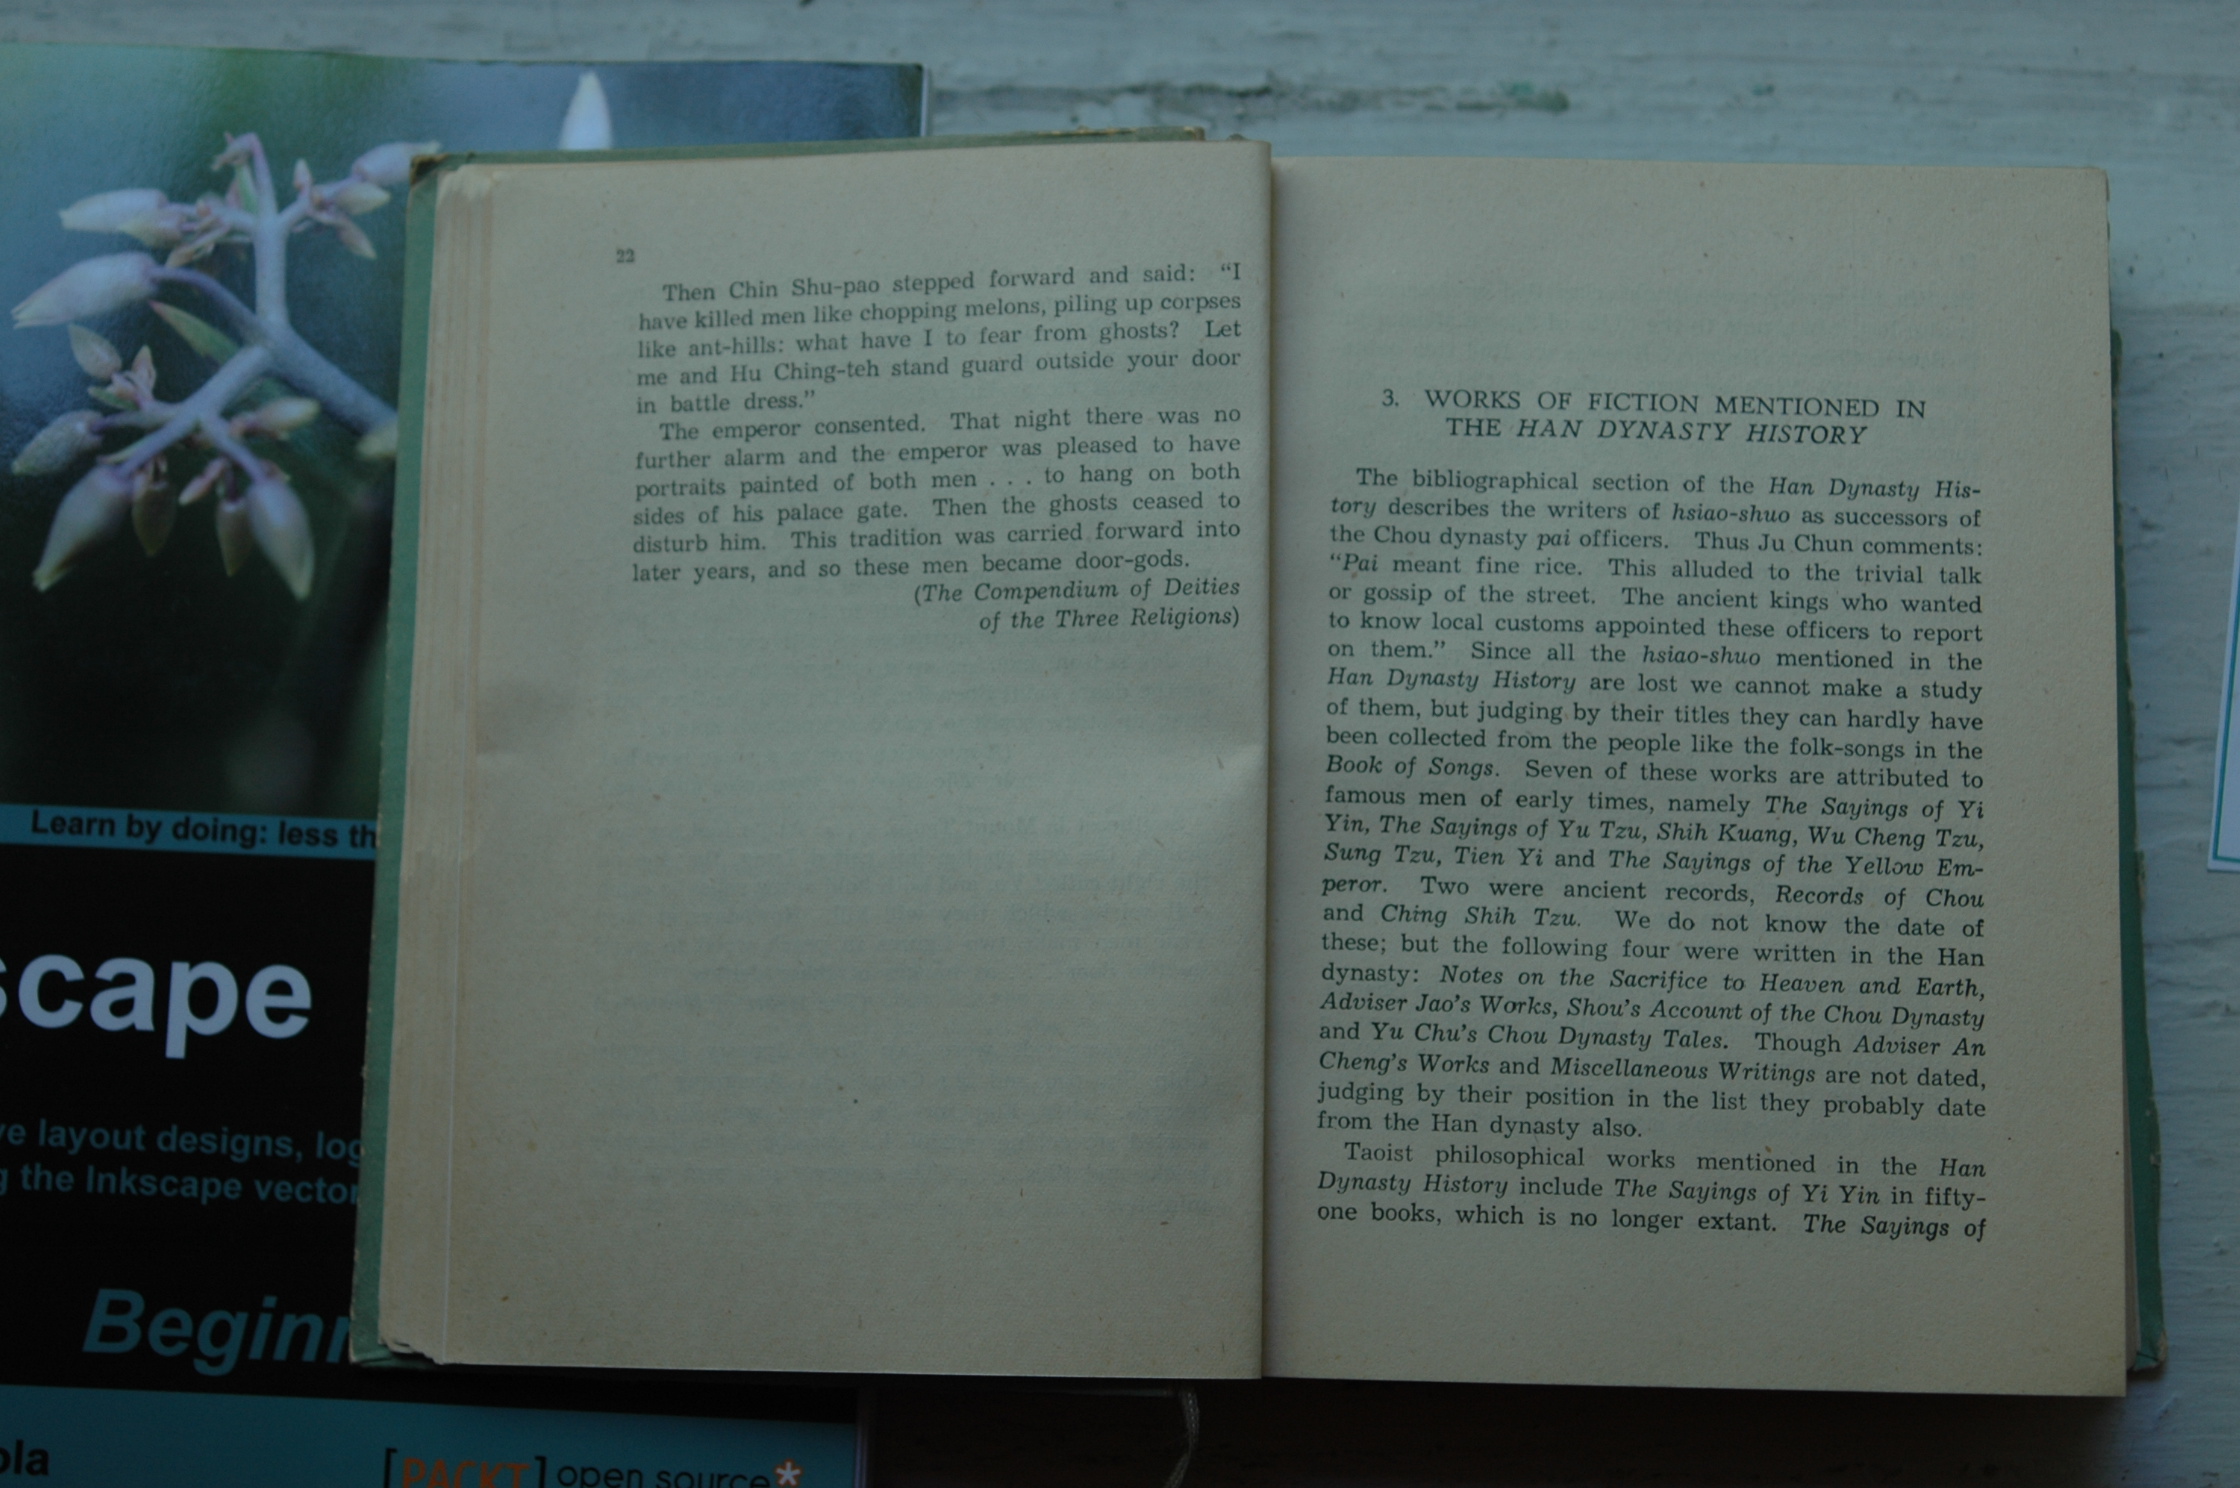 22
Then Chin Shu-pao stepped forward and said: “I
have killed men like chopping melons, piling up corpses
like ant-hills: what have I to fear from ghosts? Let
me and Hu Ching-teh stand guard outside your door
in battle dress.”
The emperor consented. That night there was no
further alarm and the emperor was pleased to have
portraits painted of both men . . . to hang on both
sides of his palace gate. Then the ghosts ceased to
disturb him. This tradition was carried forward into
later years, and so these men became door-gods.
(The Compendium of Deities
of the Three Religions)
3. WORKS OF FICTION MENTIONED IN
THE HAN DYNASTY HISTORY
The bibliographical section of the Han Dynasty His-
tory describes the writers of hsiao-shuo as successors of
the Chou dynasty pai officers. Thus Ju Chun comments:
“Pai meant fine rice. This alluded to the trivial talk
or gossip of the street. The ancient kings who wanted
to know local customs appointed these officers to report
on them.” Since all the hsiao-shuo mentioned in the
Han Dynasty History are lost we cannot make a study
of them, but judging by their titles they can hardly have
been collected from the people like the folk-songs in the
Book of Songs. Seven of these works are attributed to
famous men of early times, namely The Sayings of Yi
Yin, The Sayings of Yu Tzu, Shih Kuang, Wu Cheng Tzu,
Sung Tzu, Tien Yi and The Sayings of the Yellow Em-
peror. Two were ancient records, Records of Chou
and Ching Shih Tzu. We do not know the date of
these; but the following four were written in the Han
dynasty: Notes on the Sacrifice to Heaven and Earth,
Adviser Jao’s Works, Shou’s Account of the Chou Dynasty
and Yu Chu’s Chou Dynasty Tales. Though Adviser An
Cheng’s Works and Miscellaneous Writings are not dated,
judging by their position in the list they probably date
from the Han dynasty also.
Taoist philosophical works mentioned in the Han
Dynasty History include The Sayings of Yi Yin in fifty-
one books, which is no longer extant. The Sayings of
Learn by doing: less th
scape
ve layout designs, log
g the Inkscape vector
Beginn
ola
[PACKT] open source*